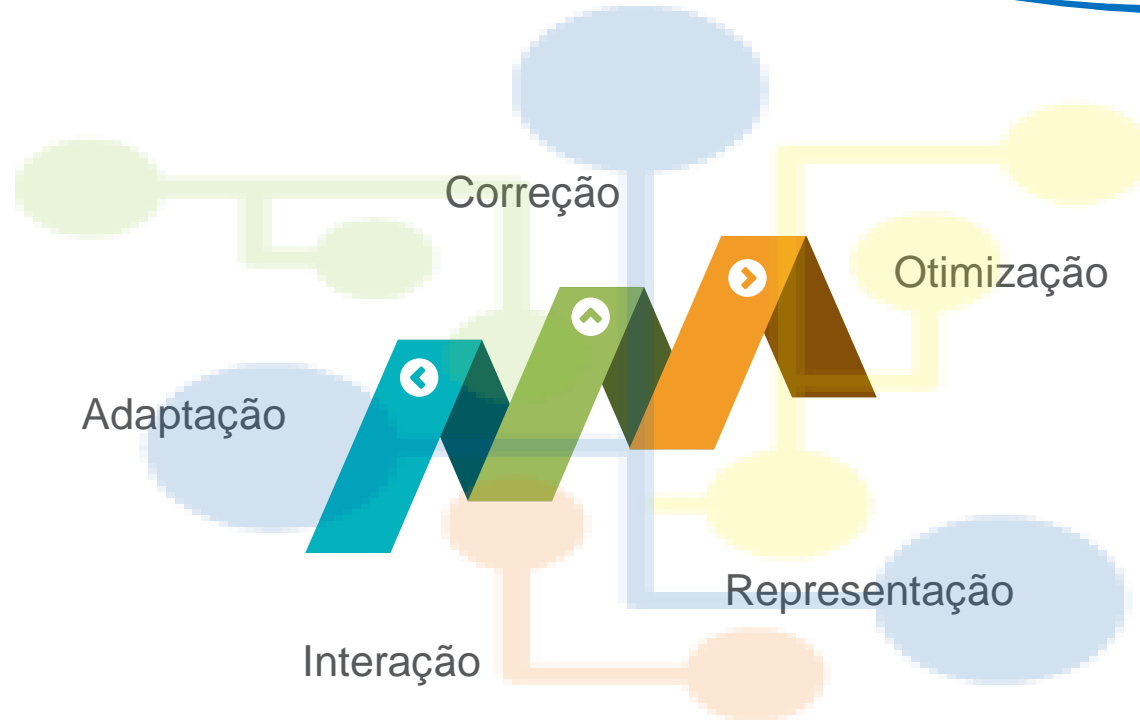 Correção
Otimização
Adaptação
Representação
Interação